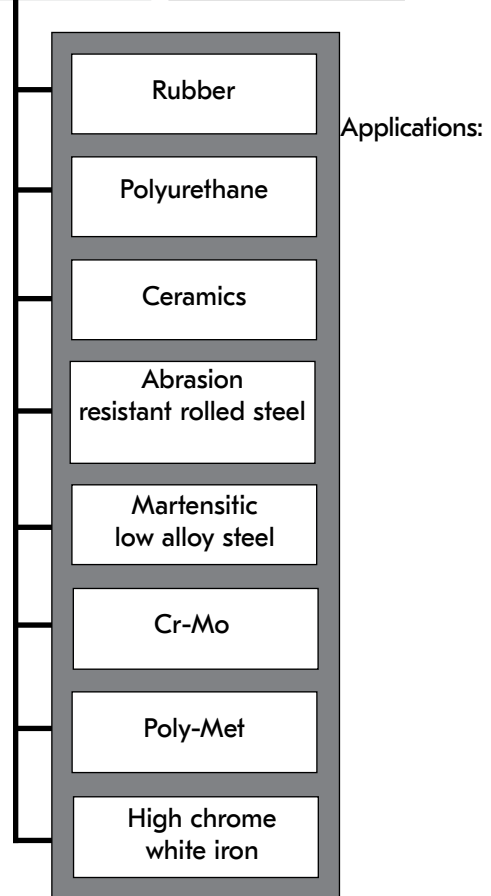 Rubber
Applications:
Polyurethane
Ceramics
Abrasion
resistant rolled steel
Martensitic
low alloy steel
Cr-Mo
Poly-Met
High chrome
white iron